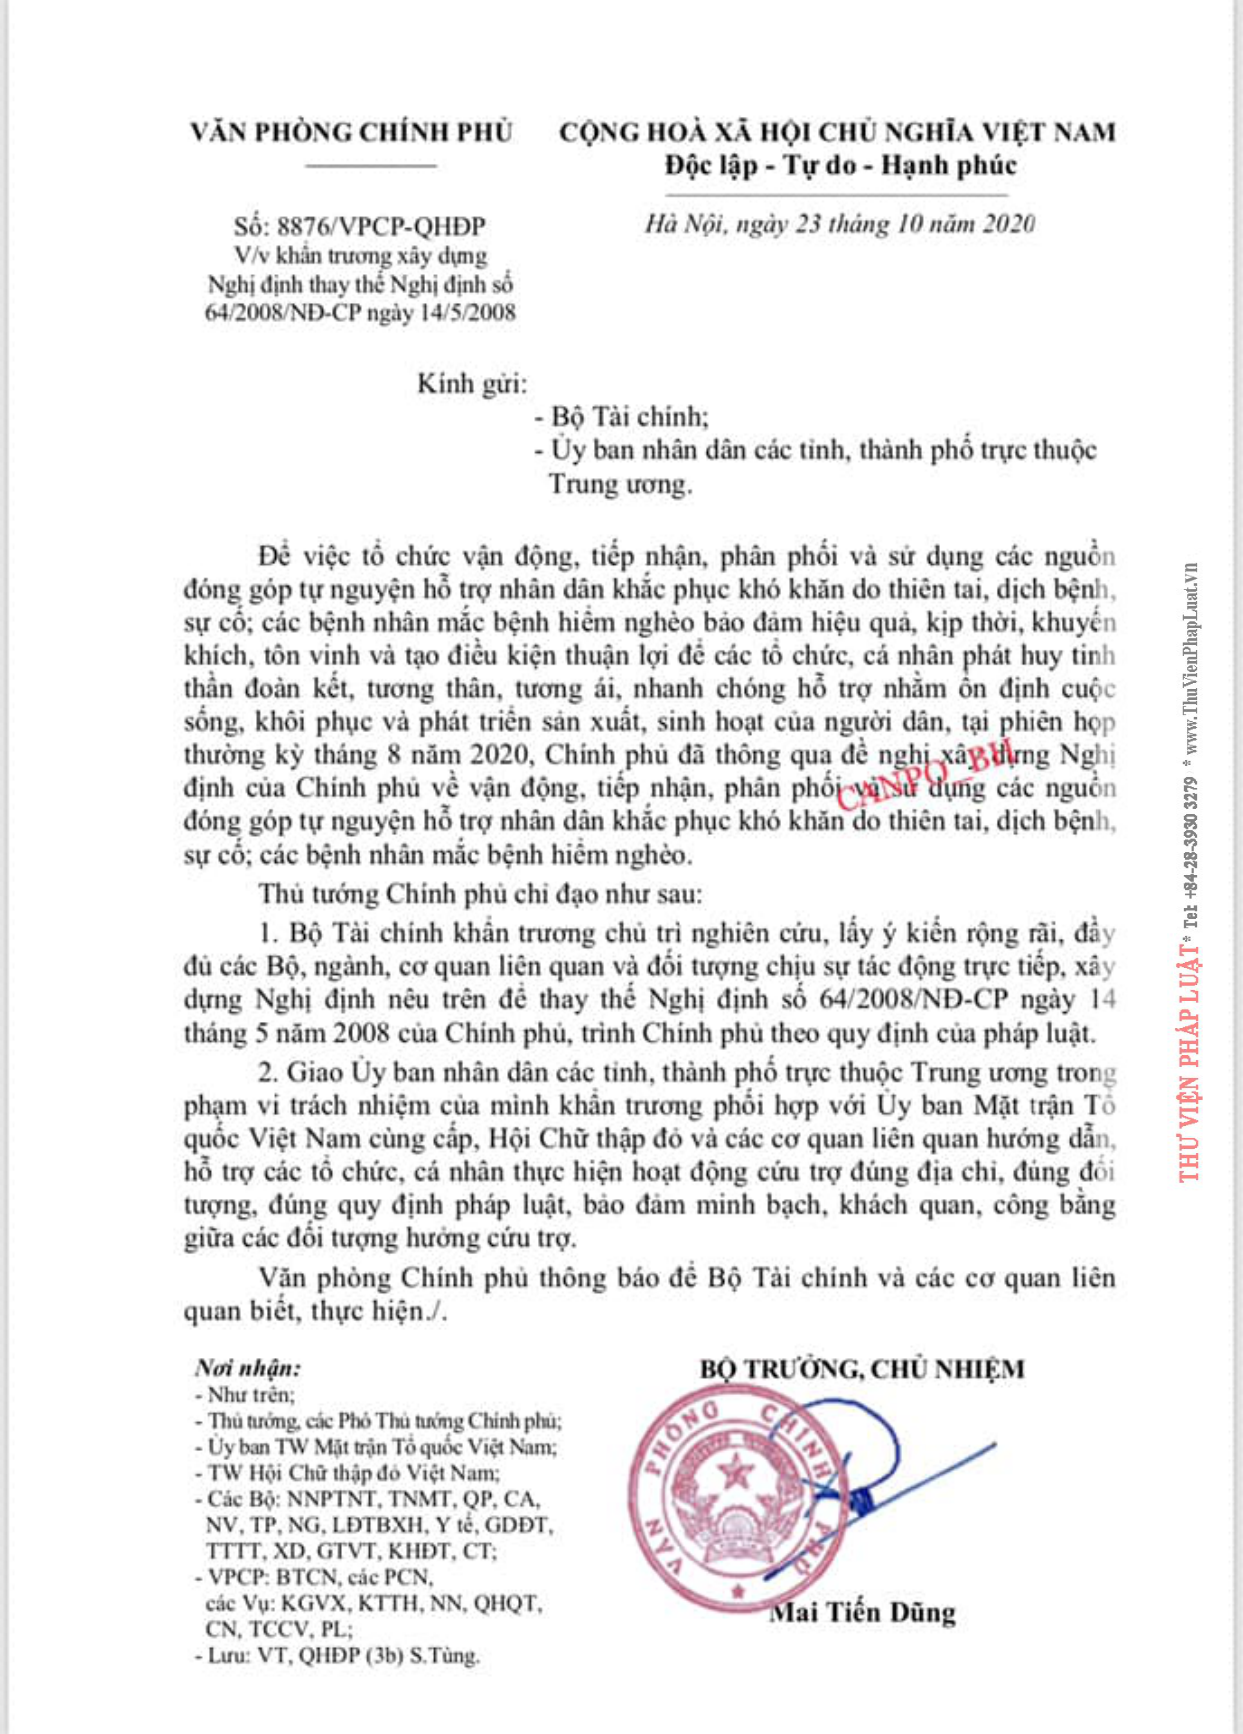 VĂN PHÒNG CHÍNH PHỦ
CỘNG HOÀ XÃ HỘI CHỦ NGHĨA VIỆT NAM
Độc lập - Tự do - Hạnh phúc
Số: 8876/VPCP-QHĐP
V/v khẩn trương xây dựng
Nghị định thay thế Nghị định số
64/2008/NĐ-CP ngày 14/5/2008
Hà Nội, ngày 23 tháng 10 năm 2020
Kính gửi:
- Bộ Tài chính;
- Ủy ban nhân dân các tỉnh, thành phố trực thuộc
Trung ương.
Để việc tổ chức vận động, tiếp nhận, phân phối và sử dụng các nguồn
đóng góp tự nguyện hỗ trợ nhân dân khắc phục khó khăn do thiên tai, dịch bệnh,
sự cố; các bệnh nhân mắc bệnh hiểm nghèo bảo đảm hiệu quả, kịp thời, khuyến
khích, tôn vinh và tạo điều kiện thuận lợi để các tổ chức, cá nhân phát huy tinh
thần đoàn kết, tương thân, tương ái, nhanh chóng hỗ trợ nhằm ổn định cuộc
sống, khôi phục và phát triển sản xuất, sinh hoạt của người dân, tại phiên họp
thường kỳ tháng 8 năm 2020, Chính phủ đã thông qua đề nghị xây dựng Nghị
định của Chính phủ về vận động, tiếp nhận, phân phối và sử dụng các nguồn
đóng góp tự nguyện hỗ trợ nhân dân khắc phục khó khăn do thiên tai, dịch bệnh,
sự cố; các bệnh nhân mắc bệnh hiểm nghèo.
CANPO_BH
Thủ tướng Chính phủ chỉ đạo như sau:
1. Bộ Tài chính khẩn trương chủ trì nghiên cứu, lấy ý kiến rộng rãi, đầy
đủ các Bộ, ngành, cơ quan liên quan và đối tượng chịu sự tác động trực tiếp, xây
dựng Nghị định nêu trên để thay thế Nghị định số 64/2008/NĐ-CP ngày 14
tháng 5 năm 2008 của Chính phủ, trình Chính phủ theo quy định của pháp luật.
2. Giao Ủy ban nhân dân các tỉnh, thành phố trực thuộc Trung ương trong
phạm vi trách nhiệm của mình khẩn trương phối hợp với Ủy ban Mặt trận Tổ
quốc Việt Nam cùng cấp, Hội Chữ thập đỏ và các cơ quan liên quan hướng dẫn,
hỗ trợ các tổ chức, cá nhân thực hiện hoạt động cứu trợ đúng địa chỉ, đúng đối
tượng, đúng quy định pháp luật, bảo đảm minh bạch, khách quan, công bằng
giữa các đối tượng hưởng cứu trợ.
Văn phòng Chính phủ thông báo để Bộ Tài chính và các cơ quan liên
quan biết, thực hiện./.
Nơi nhận:
- Như trên;
- Thủ tướng, các Phó Thủ tướng Chính phủ;
- Ủy ban TW Mặt trận Tổ quốc Việt Nam;
- TW Hội Chữ thập đỏ Việt Nam;
- Các Bộ: NNPTNT, TNMT, QP, CA,
NV, TP, NG, LĐTBXH, Y tế, GDĐT,
TTTT, XD, GTVT, KHĐT, CT;
- VPCP: BTCN, các PCN,
các Vụ: KGVX, KTTH, NN, QHQT,
CN, TCCV, PL;
- Lưu: VT, QHĐP (3b) S.Tùng.
BỘ TRƯỞNG, CHỦ NHIỆM
VĂN PHÒNG CHÍNH PHỦ
Mai Tiến Dũng
THƯ VIỆN PHÁP LUẬT * Tel: +84-28-3930 3279 * www.ThuVienPhapLuat.vn